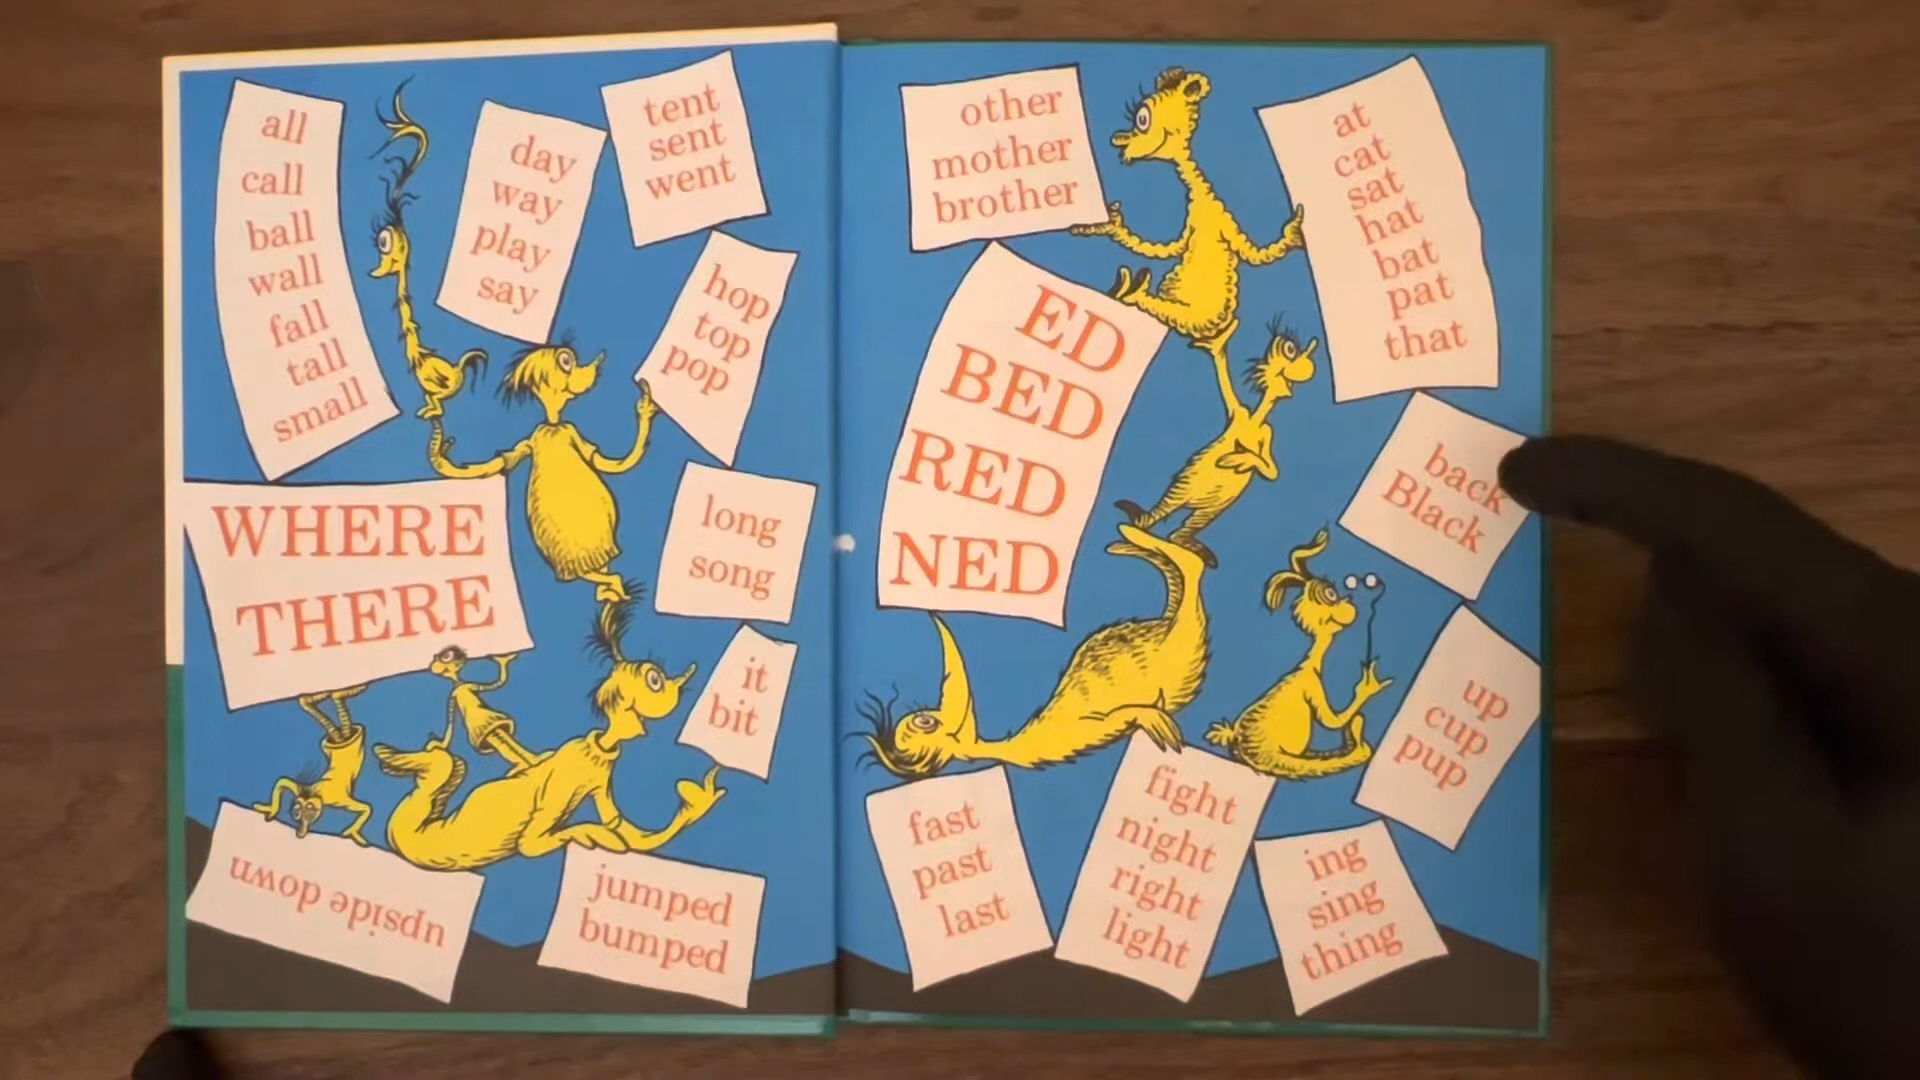 all
call
ball
wall
fall
tall
small
day
way
play
say
tent
sent
went
hop
top
pop
WHERE
THERE
long
song
it
bit
upside down
jumped
bumped
other
mother
brother
at
cat
sat
hat
bat
pat
that
ED
BED
RED
NED
back
Black
up
cup
pup
fast
past
last
fight
night
right
light
ing
sing
thing